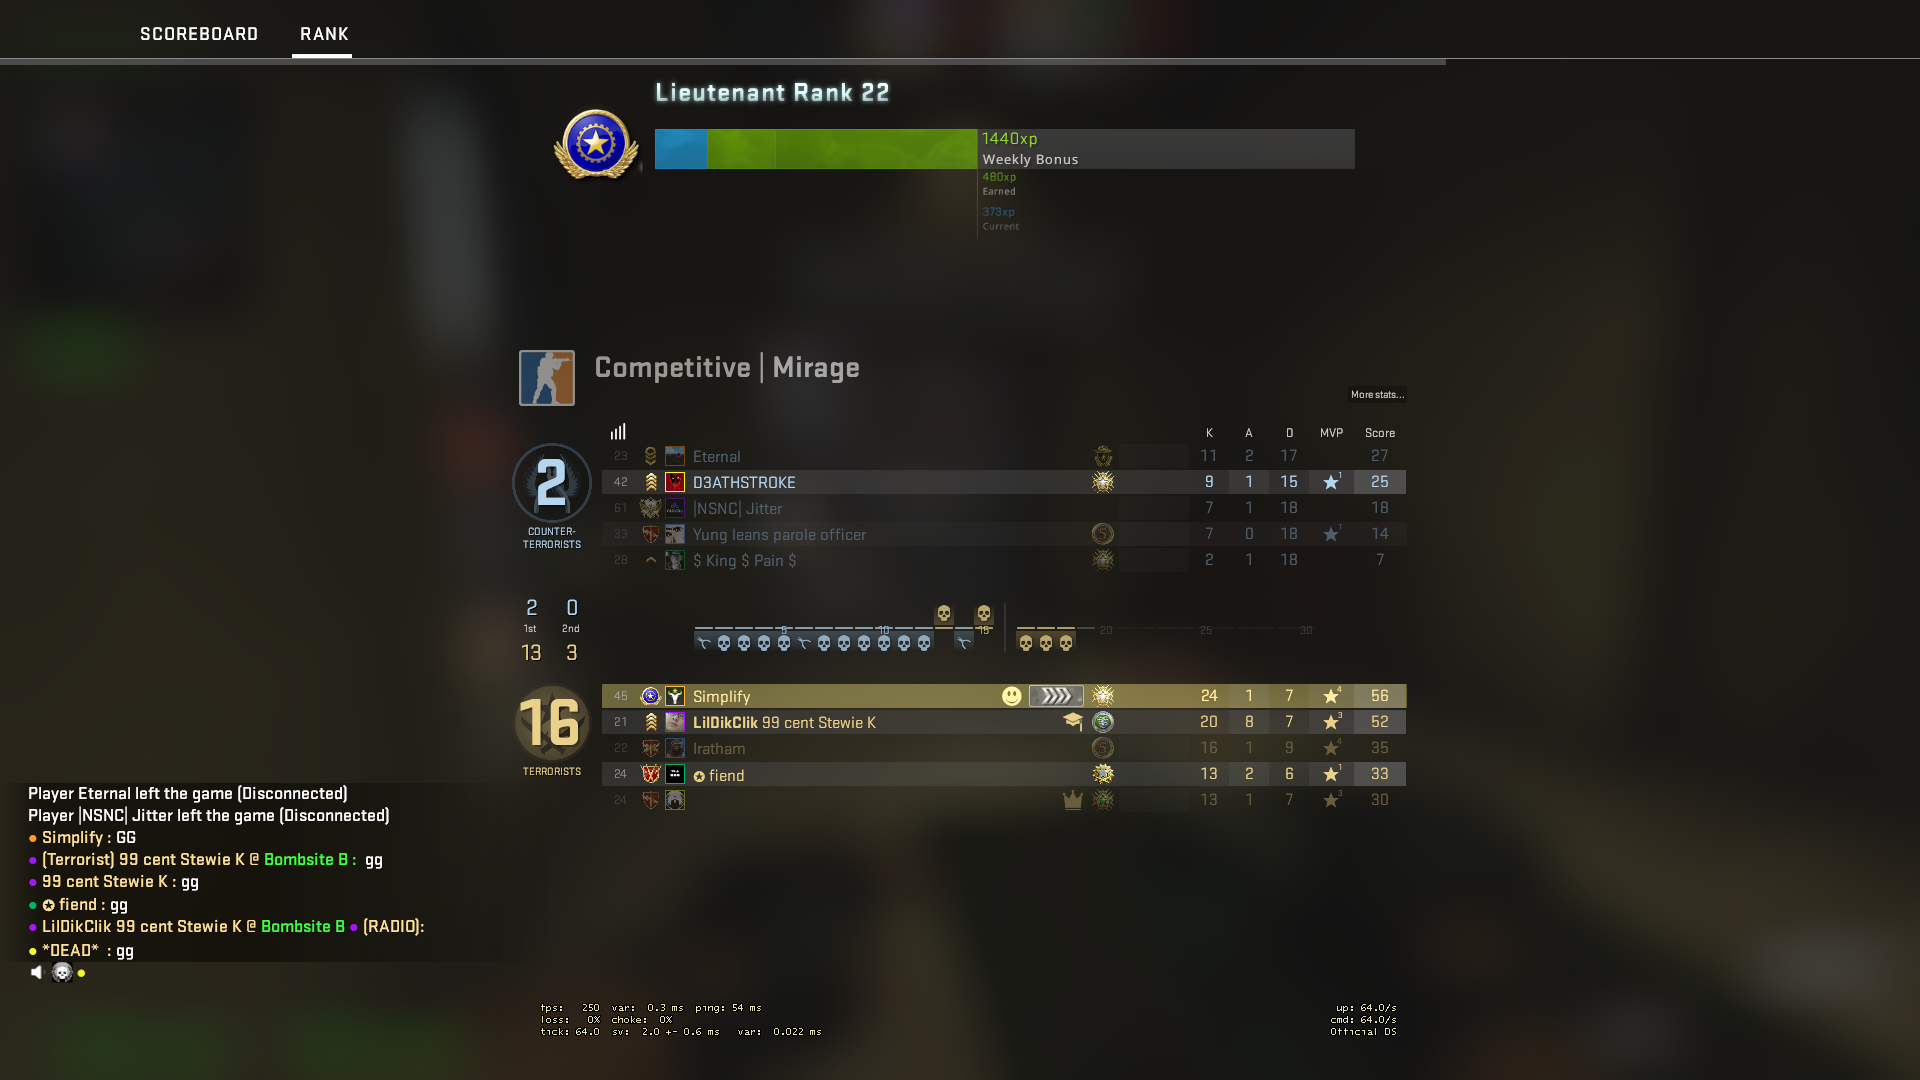 SCOREBOARD RANK
Lieutenant Rank 22
1440xp
Weekly Bonus
480xp
Earned
373xp
Current
Competitive | Mirage
More stats...
K A D MVP Score
23 Eternal 11 2 17 27
42 D3ATHSTROKE 9 1 15 1 25
61 |NSNC| Jitter 7 1 18 18
33 Yung leans parole officer 5 7 0 18 1 14
28 $ King $ Pain $ 2 1 18 7
2
COUNTER-
TERRORISTS
2 0
1st 2nd
13 3
5 10 15 20 25 30
16
TERRORISTS
45 Simplify 24 1 7 4 56
21 LilDikClik 99 cent Stewie K 20 8 7 3 52
22 Iratham 5 16 1 9 4 35
24 fiend 13 2 6 1 33
24 13 1 7 3 30
Player Eternal left the game (Disconnected)
Player |NSNC| Jitter left the game (Disconnected)
Simplify : GG
(Terrorist) 99 cent Stewie K @ Bombsite B : gg
99 cent Stewie K : gg
fiend : gg
LilDikClik 99 cent Stewie K @ Bombsite B (RADIO):
*DEAD* : gg
fps: 250 var: 0.3 ms ping: 54 ms
loss: 0% choke: 0%
tick: 64.0 sv: 2.0 +- 0.6 ms var: 0.022 ms
up: 64.0/s
cmd: 64.0/s
Official DS